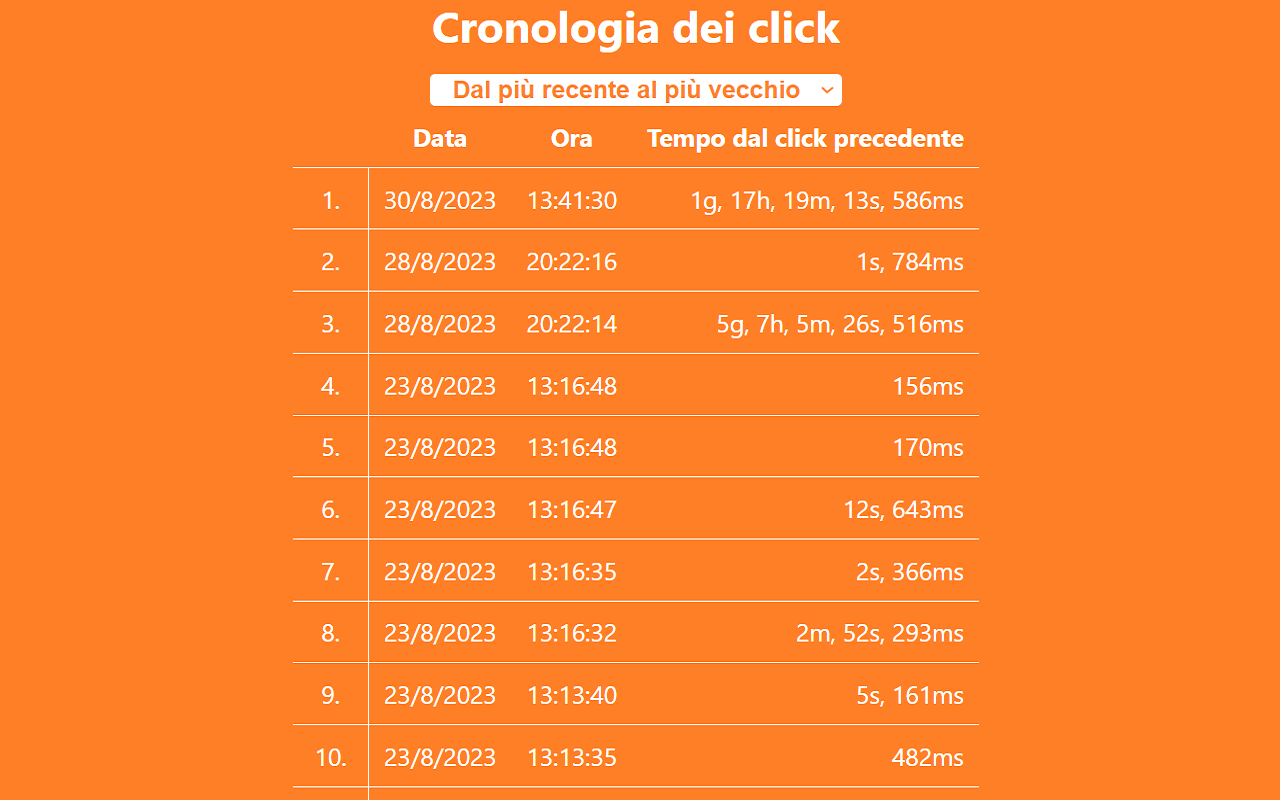 Cronologia dei click
Dal più recente al più vecchio
Data Ora Tempo dal click precedente
1. 30/8/2023 13:41:30 1g, 17h, 19m, 13s, 586ms
2. 28/8/2023 20:22:16 1s, 784ms
3. 28/8/2023 20:22:14 5g, 7h, 5m, 26s, 516ms
4. 23/8/2023 13:16:48 156ms
5. 23/8/2023 13:16:48 170ms
6. 23/8/2023 13:16:47 12s, 643ms
7. 23/8/2023 13:16:35 2s, 366ms
8. 23/8/2023 13:16:32 2m, 52s, 293ms
9. 23/8/2023 13:13:40 5s, 161ms
10. 23/8/2023 13:13:35 482ms